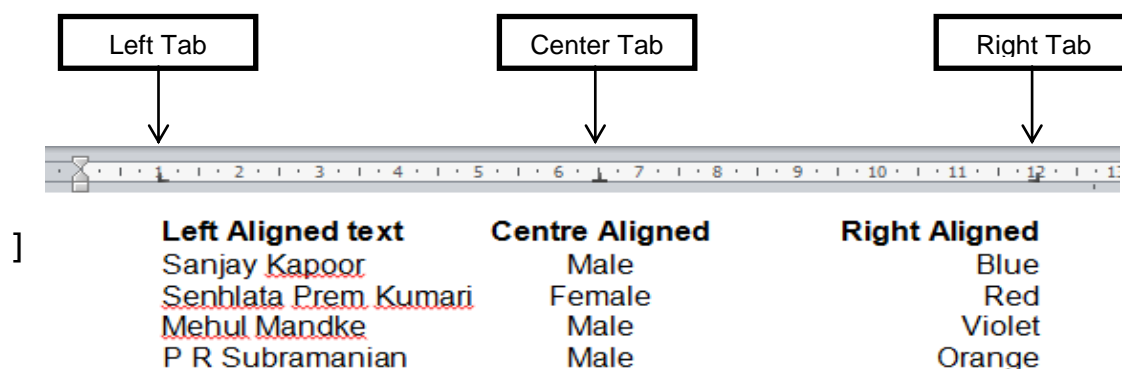 Left Tab Center Tab Right Tab
1 2 3 4 5 6 7 8 9 10 11 12 13
Left Aligned text Centre Aligned Right Aligned
] Sanjay Kapoor Male Blue
Senhlata Prem Kumari Female Red
Mehul Mandke Male Violet
P R Subramanian Male Orange